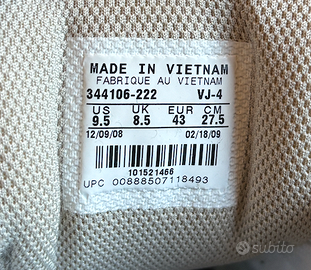 MADE IN VIETNAM
FABRIQUE AU VIETNAM
344106-222 VJ-4
US UK EUR CM
9.5 8.5 43 27.5
12/09/08 02/18/09
101521466
UPC 00888507118493
subito